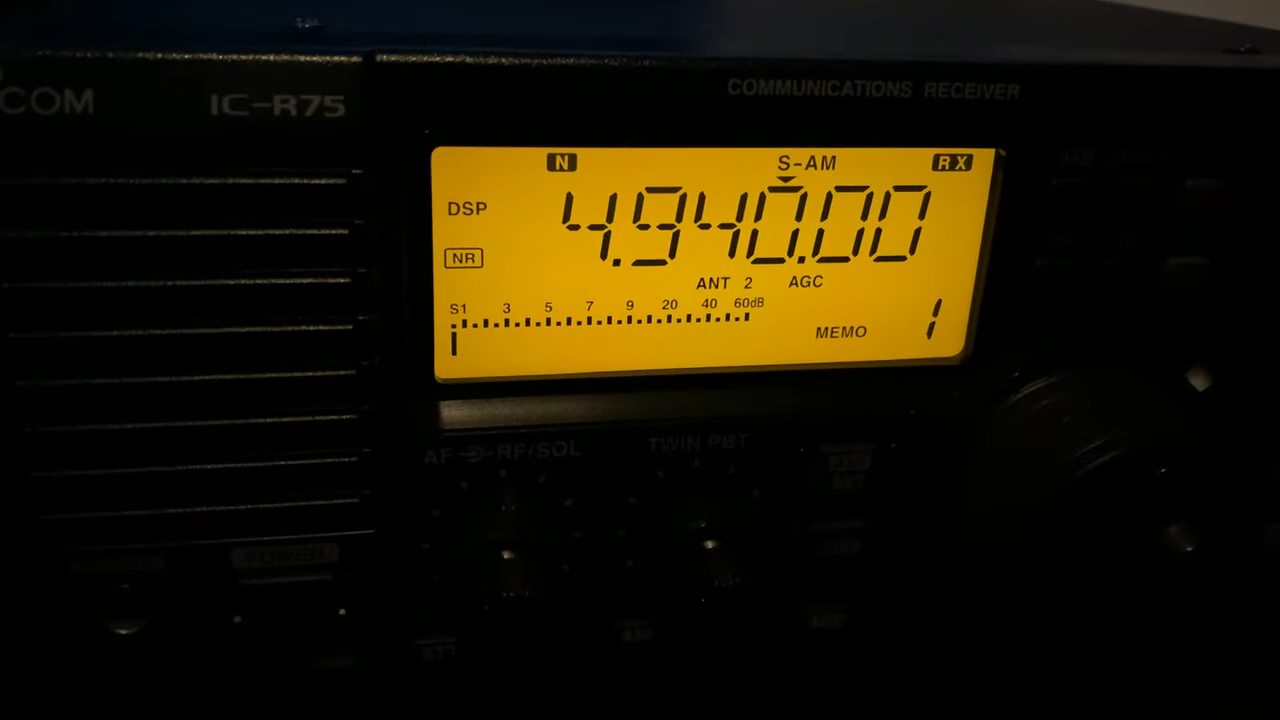 COM
IC-R75
COMMUNICATIONS RECEIVER
N
S-AM
RX
DSP
4.940.00
NR
ANT 2 AGC
S1 3 5 7 9 20 40 60dB
MEMO 1
AF RF/SQL
TWIN PBT
POWER